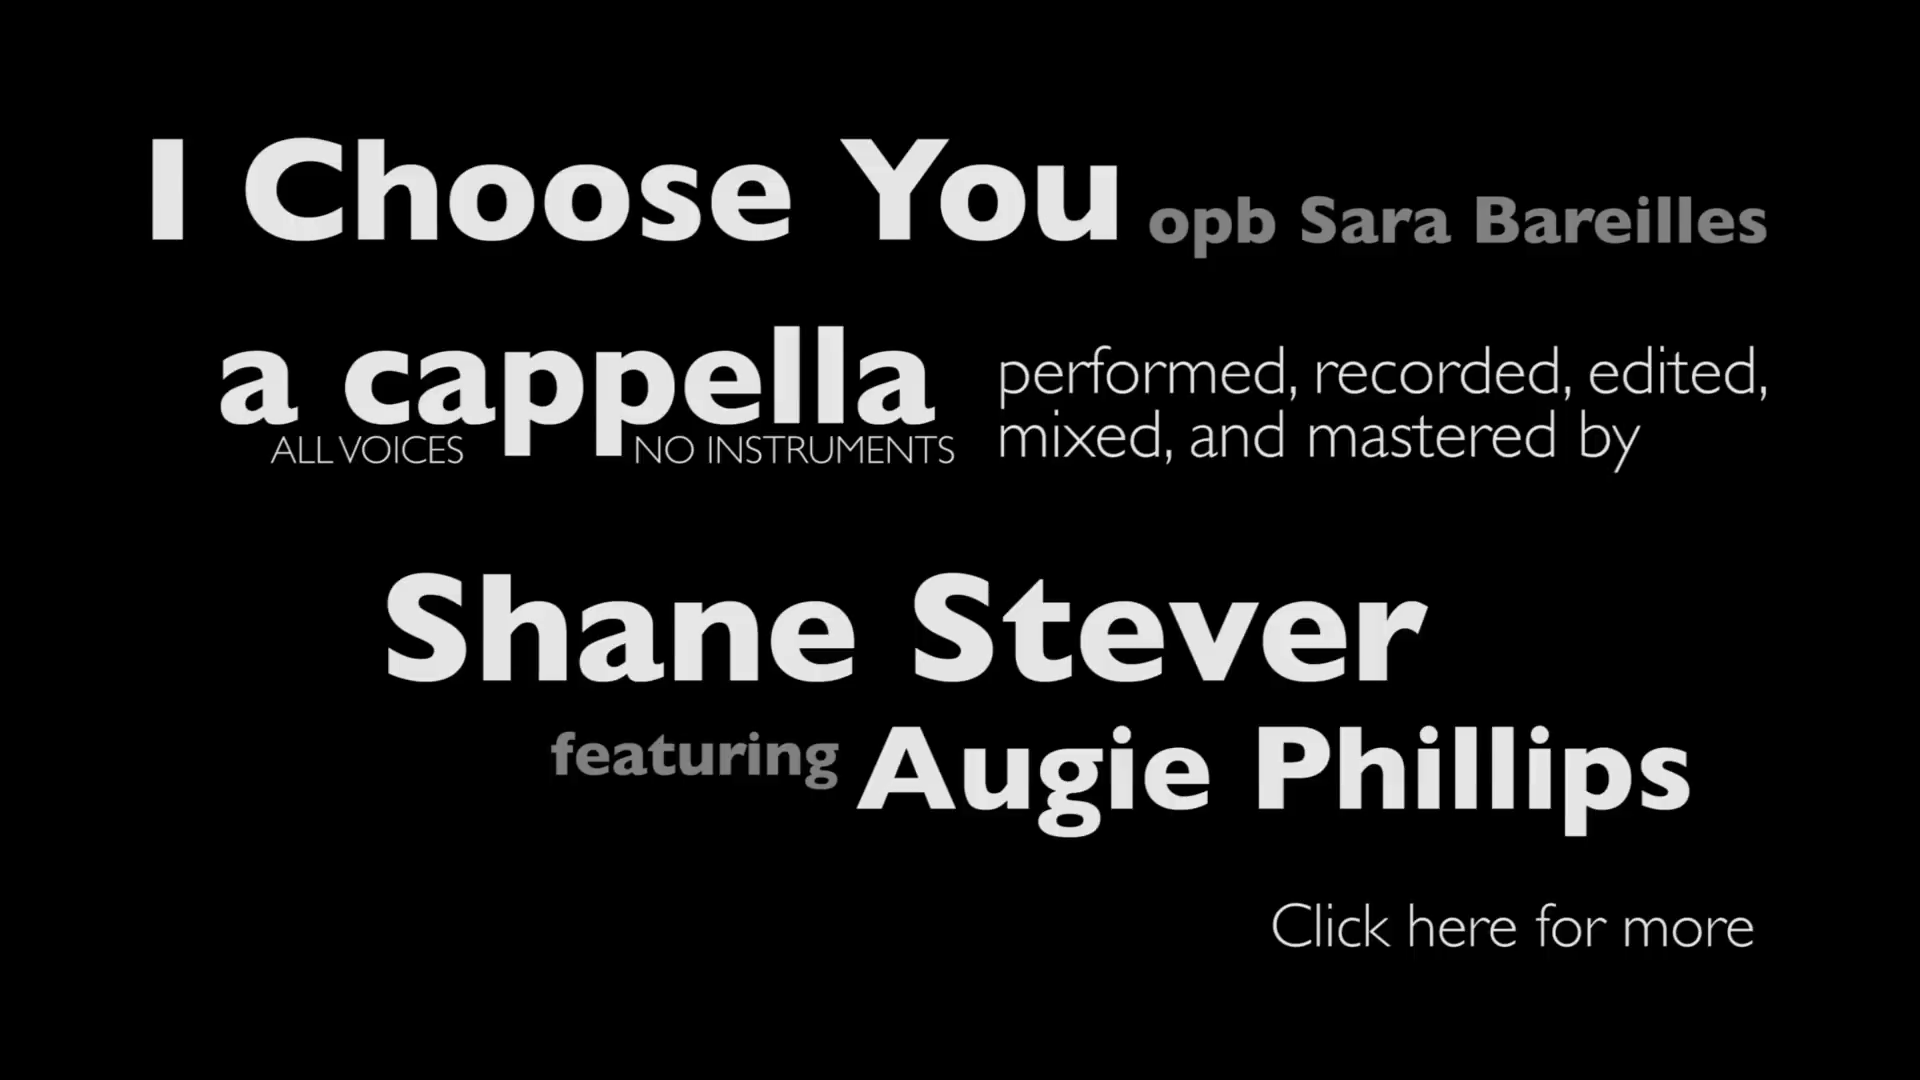 I Choose You opb Sara Bareilles
a cappella
ALL VOICES NO INSTRUMENTS
performed, recorded, edited,
mixed, and mastered by
Shane Stever
featuring Augie Phillips
Click here for more